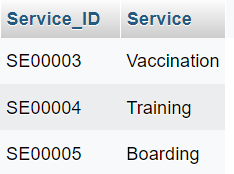 Service_ID Service
SE00003 Vaccination
SE00004 Training
SE00005 Boarding